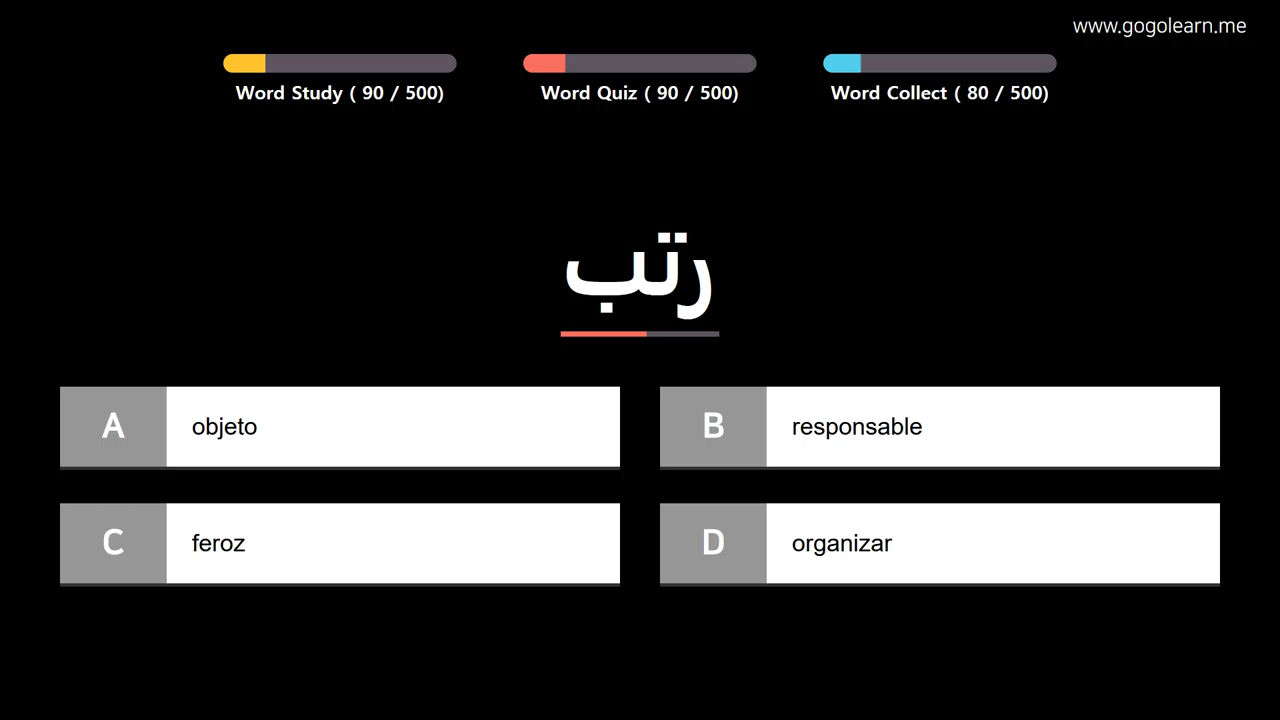 www.gogolearn.me
Word Study ( 90 / 500)
Word Quiz ( 90 / 500)
Word Collect ( 80 / 500)
رتب
A objeto
B responsable
C feroz
D organizar